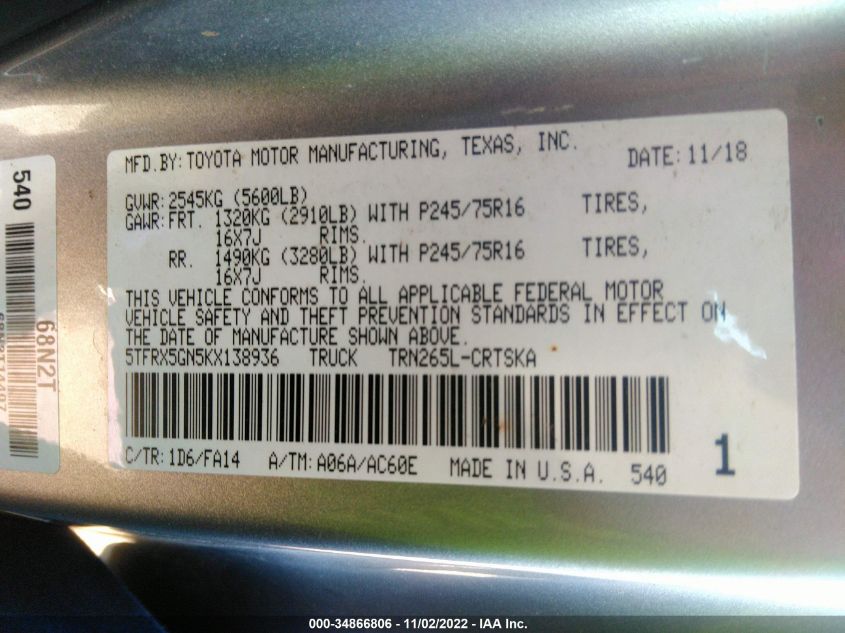 MFD.BY:TOYOTA MOTOR MANUFACTURING, TEXAS, INC. DATE:11/18
GVWR:2545KG (5600LB)
GAWR:FRT. 1320KG (2910LB) WITH P245/75R16 TIRES,
16X7J RIMS.
RR. 1490KG (3280LB) WITH P245/75R16 TIRES,
16X7J RIMS.
THIS VEHICLE CONFORMS TO ALL APPLICABLE FEDERAL MOTOR
VEHICLE SAFETY AND THEFT PREVENTION STANDARDS IN EFFECT ON
THE DATE OF MANUFACTURE SHOWN ABOVE.
5TFRX5GN5KX138936 TRUCK TRN265L-CRTSKA
C/TR:1D6/FA14 A/TM:A06A/AC60E MADE IN U.S.A. 540
1
540
68N2T
000-34866806 - 11/02/2022 - IAA Inc.